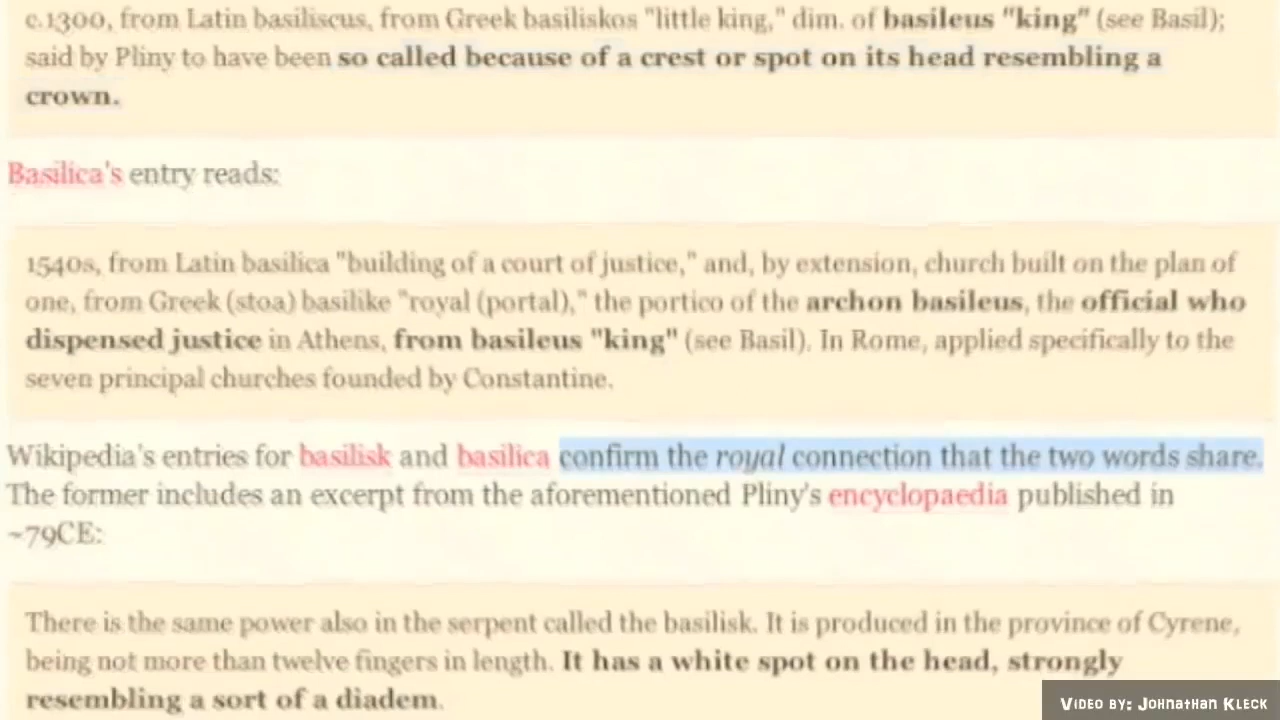 c.1300, from Latin basiliscus, from Greek basiliskos "little king," dim. of basileus "king" (see Basil);
said by Pliny to have been so called because of a crest or spot on its head resembling a
crown.
Basilica's entry reads:
1540s, from Latin basilica "building of a court of justice," and, by extension, church built on the plan of
one, from Greek (stoa) basilike "royal (portal)," the portico of the archon basileus, the official who
dispensed justice in Athens, from basileus "king" (see Basil). In Rome, applied specifically to the
seven principal churches founded by Constantine.
Wikipedia's entries for basilisk and basilica confirm the royal connection that the two words share.
The former includes an excerpt from the aforementioned Pliny's encyclopaedia published in
~79CE:
There is the same power also in the serpent called the basilisk. It is produced in the province of Cyrene,
being not more than twelve fingers in length. It has a white spot on the head, strongly
resembling a sort of a diadem.
Video by: Johnathan Kleck